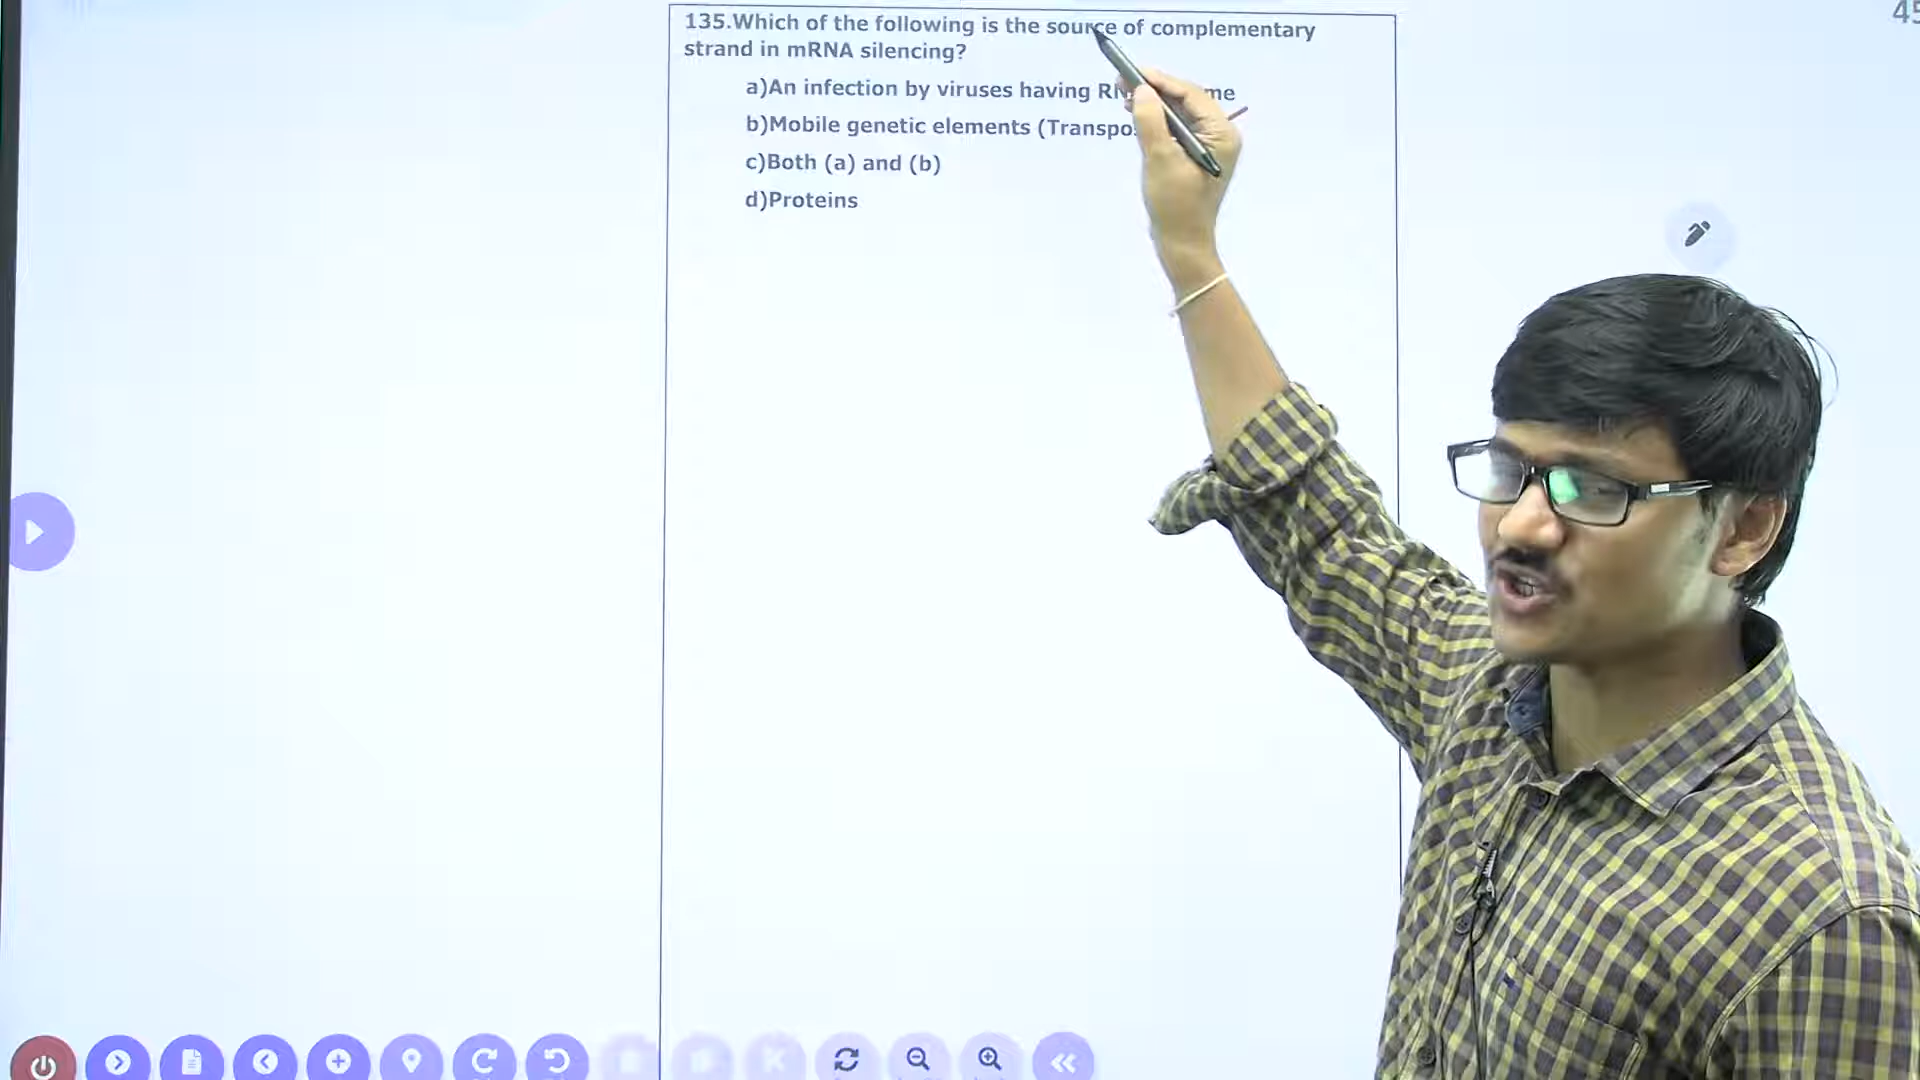 135.Which of the following is the source of complementary
strand in mRNA silencing?
a)An infection by viruses having
b)Mobile genetic elements
c)Both (a) and (b)
d)Proteins